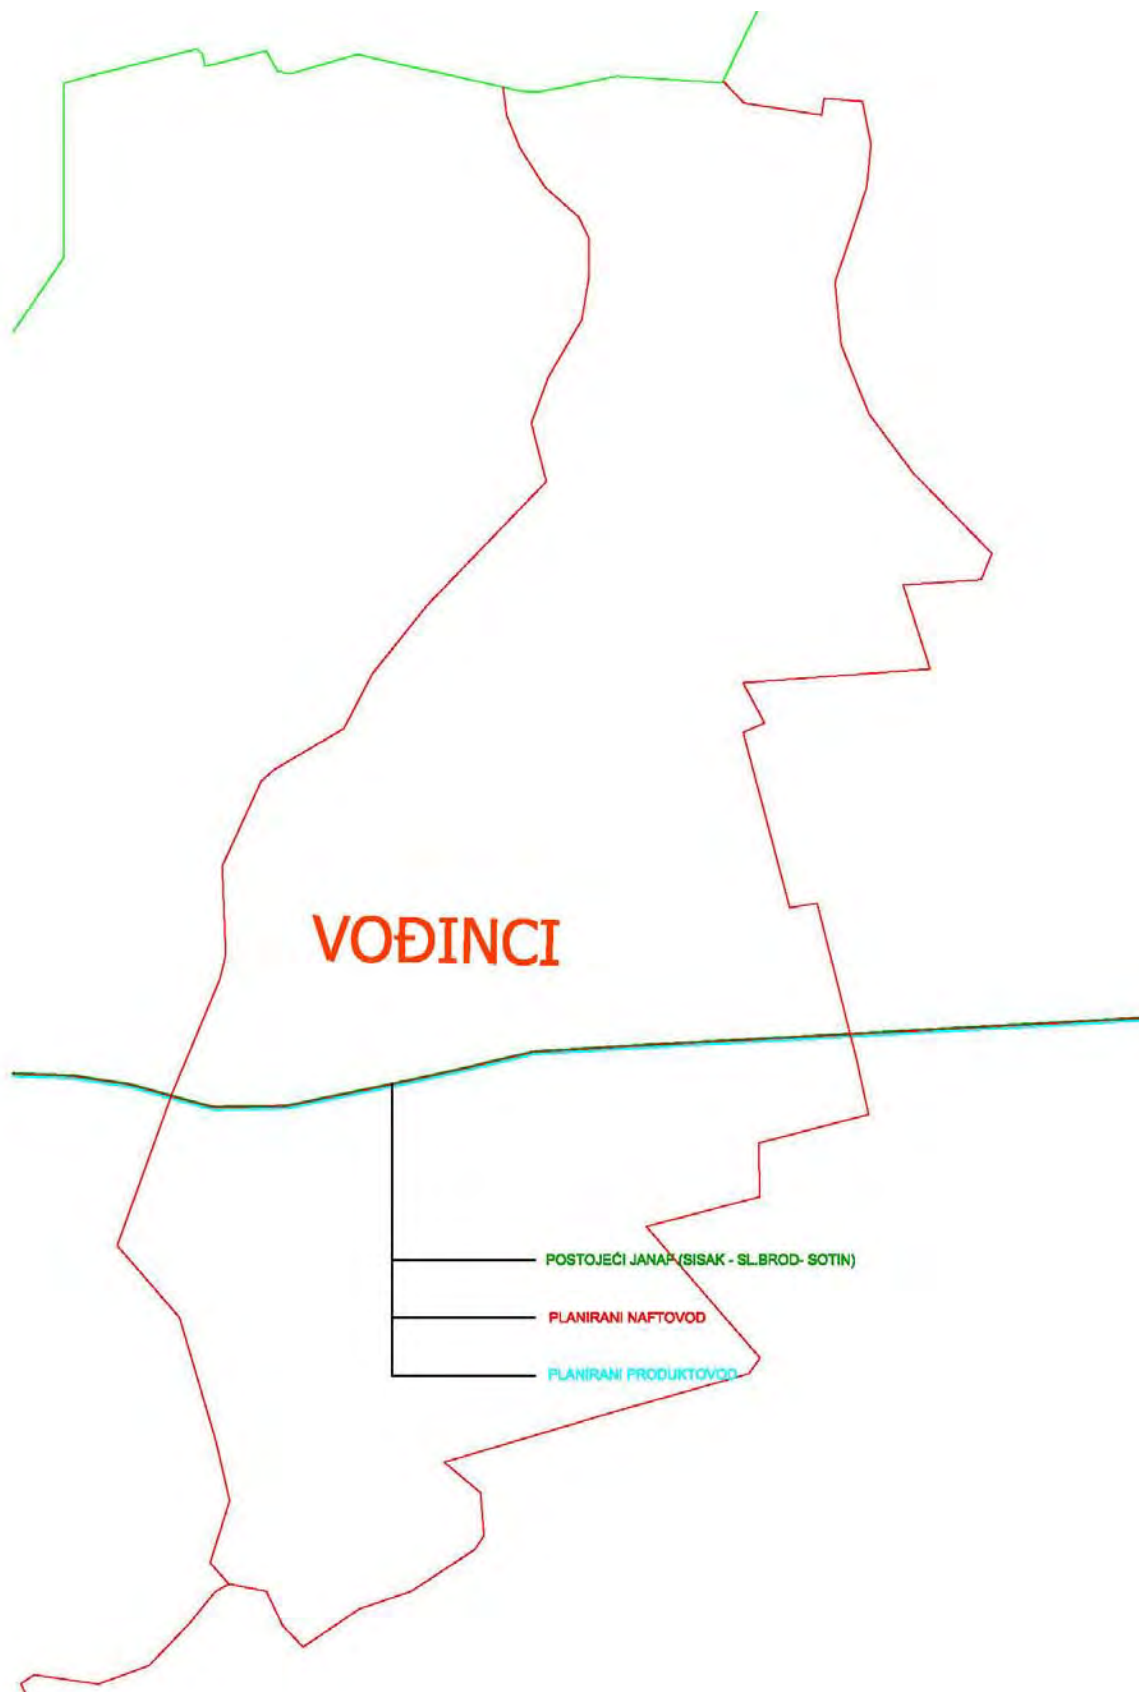 VOĐINCI
POSTOJEĆI JANAF (SISAK - SL.BROD- SOTIN)
PLANIRANI NAFTOVOD
PLANIRANI PRODUKTOVOD